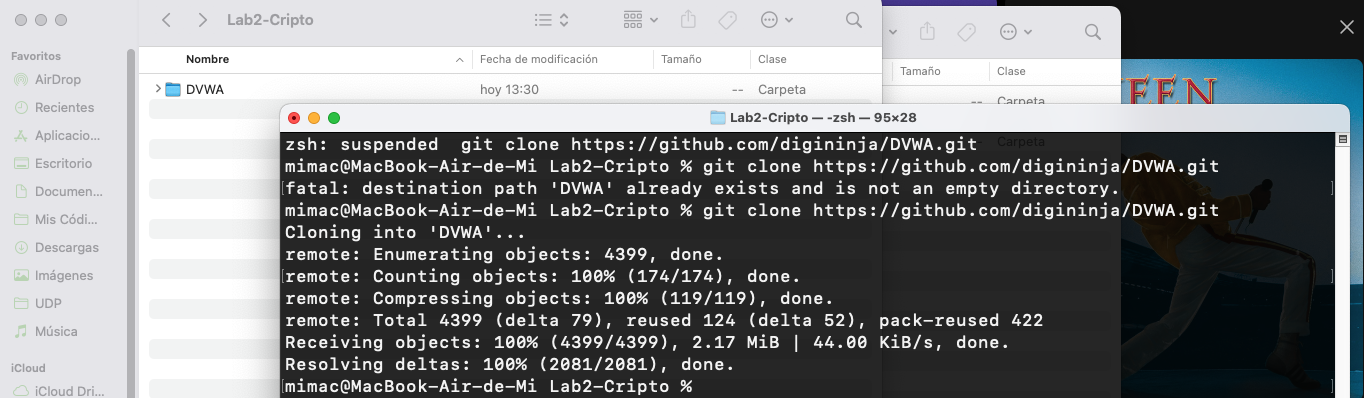 Lab2-Cripto
Favoritos
AirDrop
Recientes
Aplicacio...
Escritorio
Documen...
Mis Códi...
Descargas
Imágenes
UDP
Música
iCloud
iCloud Dri...
Nombre
Fecha de modificación
Tamaño
Clase
DVWA
hoy 13:30
--
Carpeta
Tamaño
Clase
--
Carpeta
Lab2-Cripto — -zsh — 95×28
zsh: suspended  git clone https://github.com/digininja/DVWA.git
mimac@MacBook-Air-de-Mi Lab2-Cripto % git clone https://github.com/digininja/DVWA.git
fatal: destination path 'DVWA' already exists and is not an empty directory.
mimac@MacBook-Air-de-Mi Lab2-Cripto % git clone https://github.com/digininja/DVWA.git
Cloning into 'DVWA'...
remote: Enumerating objects: 4399, done.
remote: Counting objects: 100% (174/174), done.
remote: Compressing objects: 100% (119/119), done.
remote: Total 4399 (delta 79), reused 124 (delta 52), pack-reused 422
Receiving objects: 100% (4399/4399), 2.17 MiB | 44.00 KiB/s, done.
Resolving deltas: 100% (2081/2081), done.
mimac@MacBook-Air-de-Mi Lab2-Cripto %